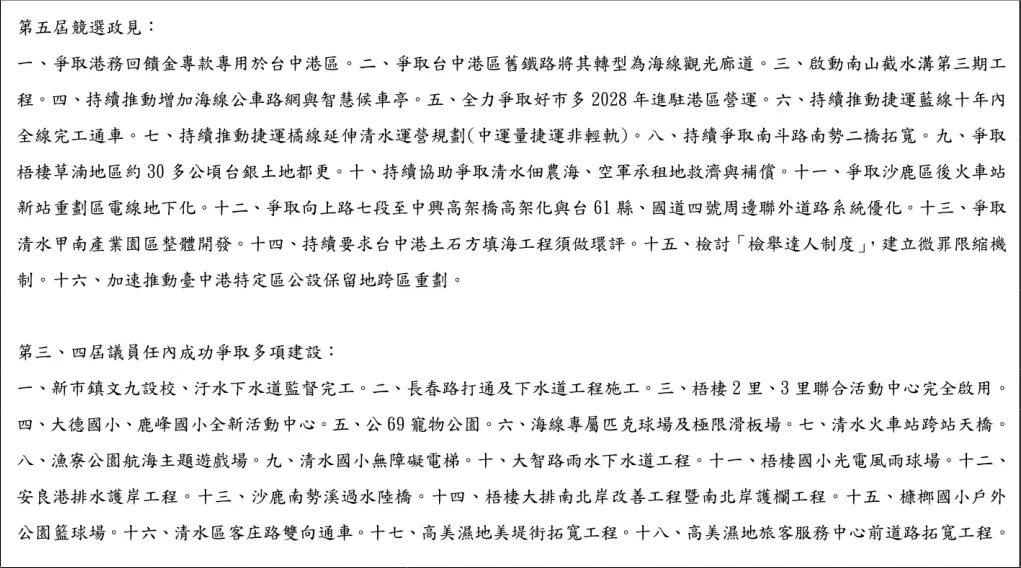 第五屆競選政見：
一、爭取港務回饋金專款專用於台中港區。二、爭取台中港區舊鐵路將其轉型為海線觀光廊道。三、啟動南山截水溝第三期工
程。四、持續推動增加海線公車路網與智慧候車亭。五、全力爭取好市多 2028 年進駐港區營運。六、持續推動捷運藍線十年內
全線完工通車。七、持續推動捷運橘線延伸清水運營規劃(中運量捷運非輕軌)。八、持續爭取南斗路南勢二橋拓寬。九、爭取
梧棲草湳地區約 30 多公頃台銀土地都更。十、持續協助爭取清水佃農海、空軍承租地救濟與補償。十一、爭取沙鹿區後火車站
新站重劃區電線地下化。十二、爭取向上路七段至中興高架橋高架化與台 61 縣、國道四號周邊聯外道路系統優化。十三、爭取
清水甲南產業園區整體開發。十四、持續要求台中港土石方填海工程須做環評。十五、檢討「檢舉達人制度」，建立微罪限縮機
制。十六、加速推動臺中港特定區公設保留地跨區重劃。
第三、四屆議員任內成功爭取多項建設：
一、新市鎮文九設校、汙水下水道監督完工。二、長春路打通及下水道工程施工。三、梧棲 2 里、3 里聯合活動中心完全啟用。
四、大德國小、鹿峰國小全新活動中心。五、公 69 寵物公園。六、海線專屬匹克球場及極限滑板場。七、清水火車站跨站天橋。
八、漁寮公園航海主題遊戲場。九、清水國小無障礙電梯。十、大智路雨水下水道工程。十一、梧棲國小光電風雨球場。十二、
安良港排水護岸工程。十三、沙鹿南勢溪過水陸橋。十四、梧棲大排南北岸改善工程暨南北岸護欄工程。十五、槺榔國小戶外
公園籃球場。十六、清水區客庄路雙向通車。十七、高美濕地美堤街拓寬工程。十八、高美濕地旅客服務中心前道路拓寬工程。